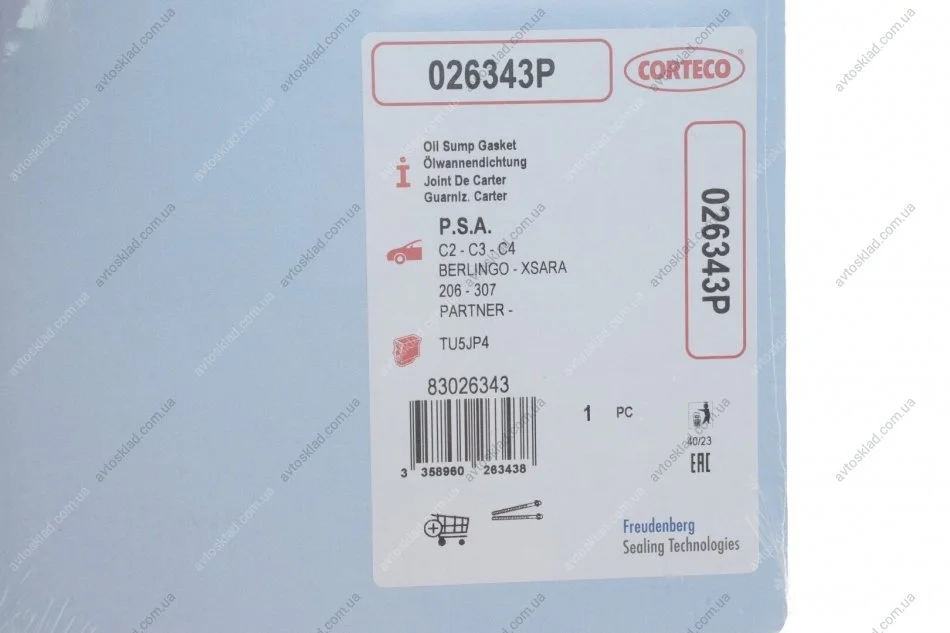 026343P
CORTECO®
Oil Sump Gasket
Ölwannendichtung
Joint De Carter
Guarniz. Carter
026343P
P.S.A.
C2 - C3 - C4
BERLINGO - XSARA
206 - 307
PARTNER -
TU5JP4
83026343
1 PC
3 358960 263438
40/23
EAC
Freudenberg
Sealing Technologies
avtosklad.com.ua